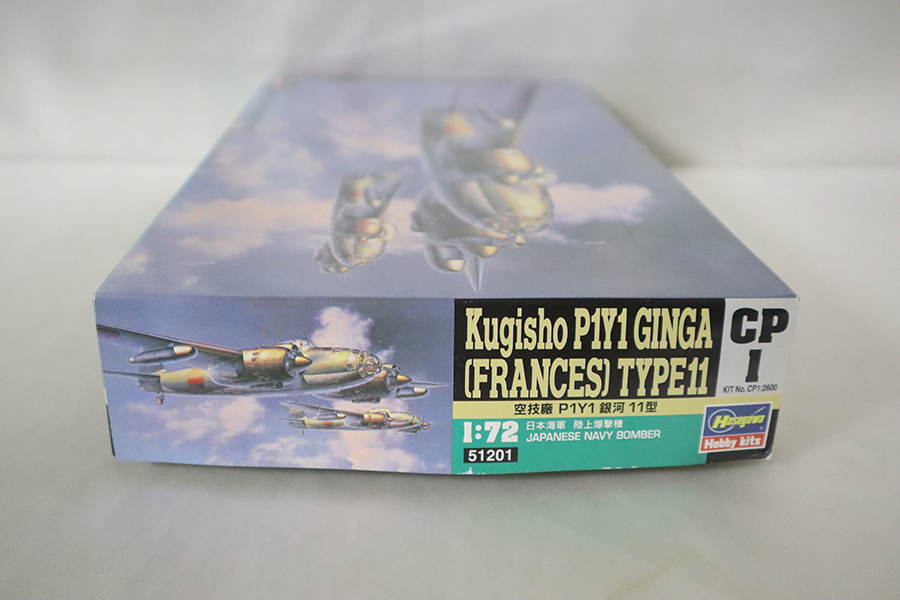 Kugisho P1Y1 GINGA
(FRANCES) TYPE11
空技廠 P1Y1 銀河 11型
1:72
日本海軍 陸上爆撃機
JAPANESE NAVY BOMBER
51201
CP
1
KIT No. CP1:2600
Hasegawa
Hobby kits